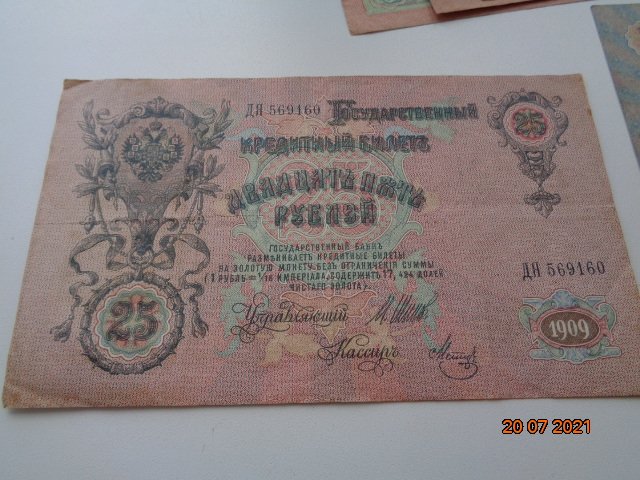 ДЯ 569160 Государственный
25
Кредитный Билетъ
Двадцать пять
рублей
Государственный Банкъ
размѣниваетъ кредитные билеты
на золотую монету безъ ограниченія суммы
(1 рубль = 1/15 имперіала, содержитъ 17,424 долей
чистаго золота).
ДЯ 569160
25
Управляющій
Кассиръ
1909
20 07 2021